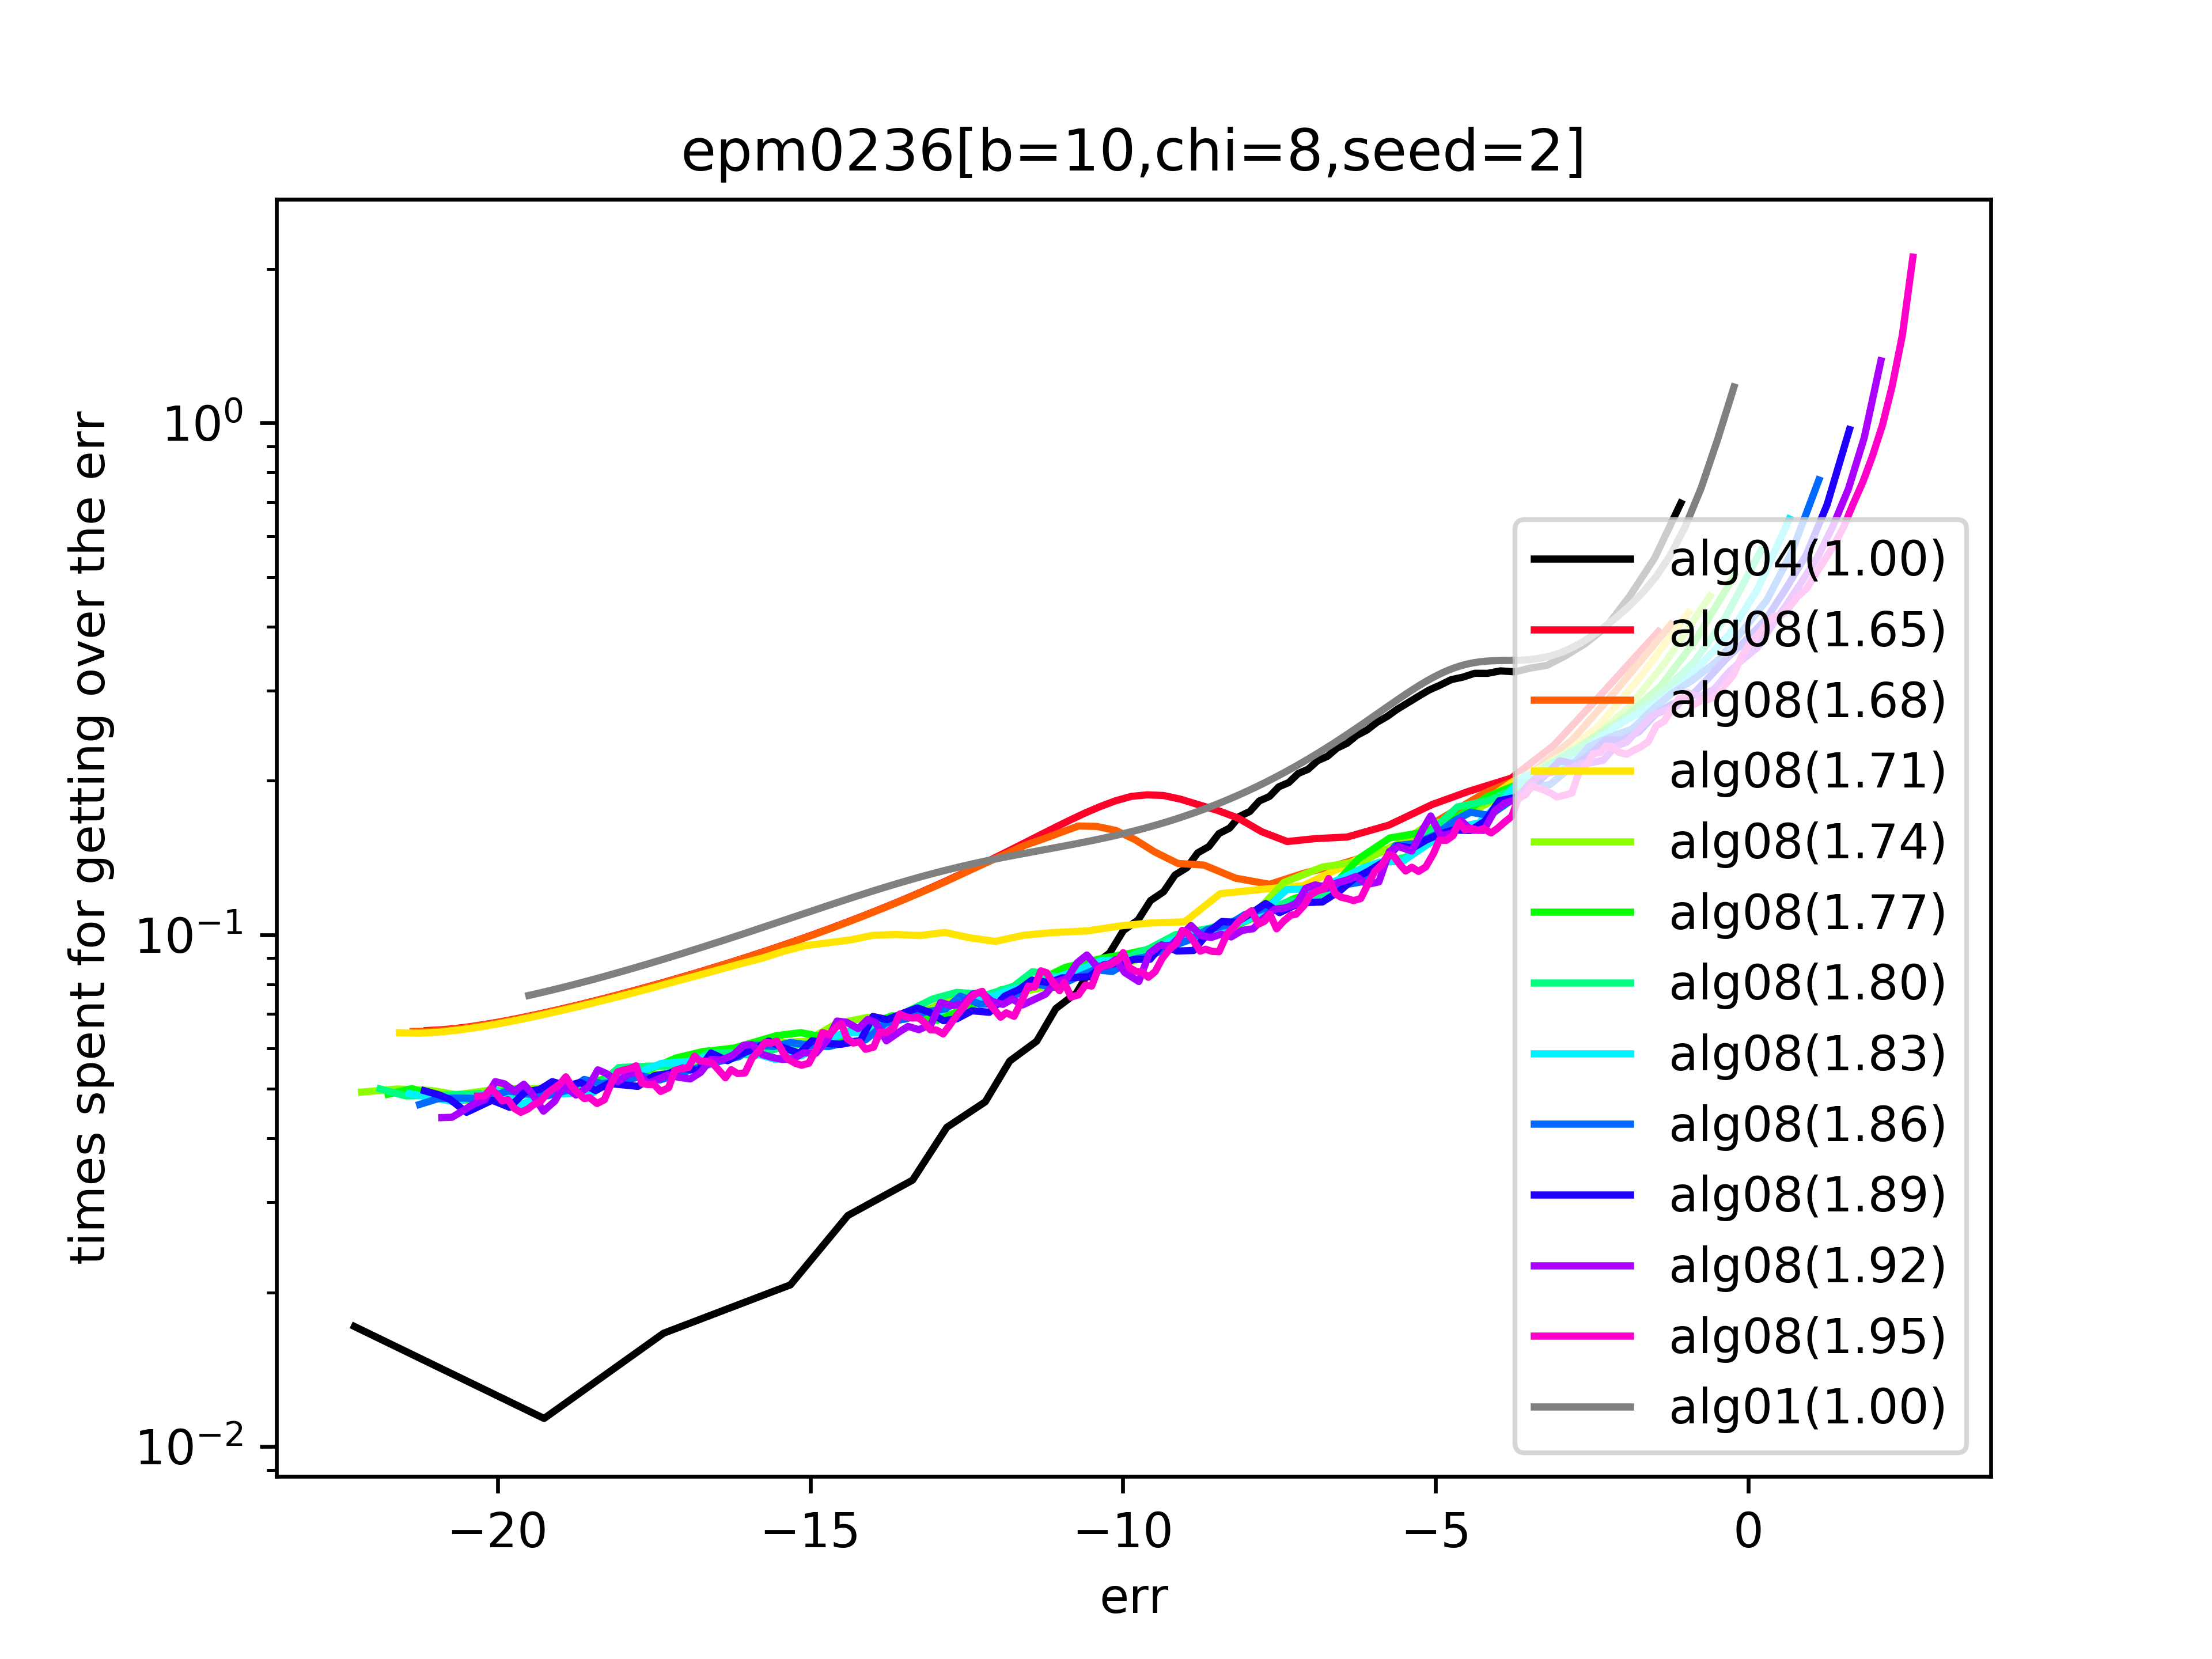 epm0236[b=10,chi=8,seed=2]
times spent for getting over the err
10⁰
10⁻¹
10⁻²
alg04(1.00)
alg08(1.65)
alg08(1.68)
alg08(1.71)
alg08(1.74)
alg08(1.77)
alg08(1.80)
alg08(1.83)
alg08(1.86)
alg08(1.89)
alg08(1.92)
alg08(1.95)
alg01(1.00)
−20 −15 −10 −5 0
err